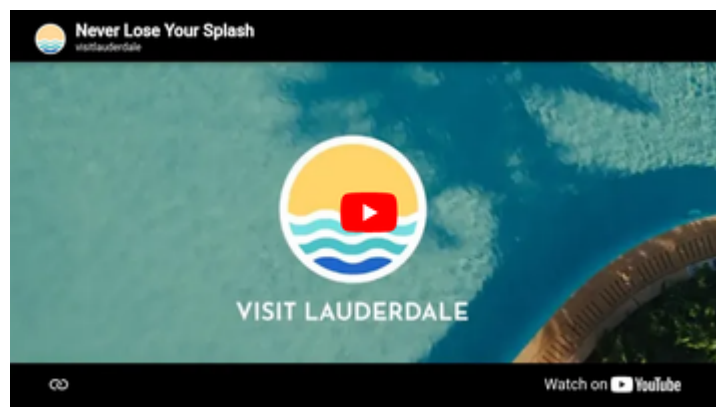 Never Lose Your Splash
visitlauderdale
VISIT LAUDERDALE
Watch on YouTube